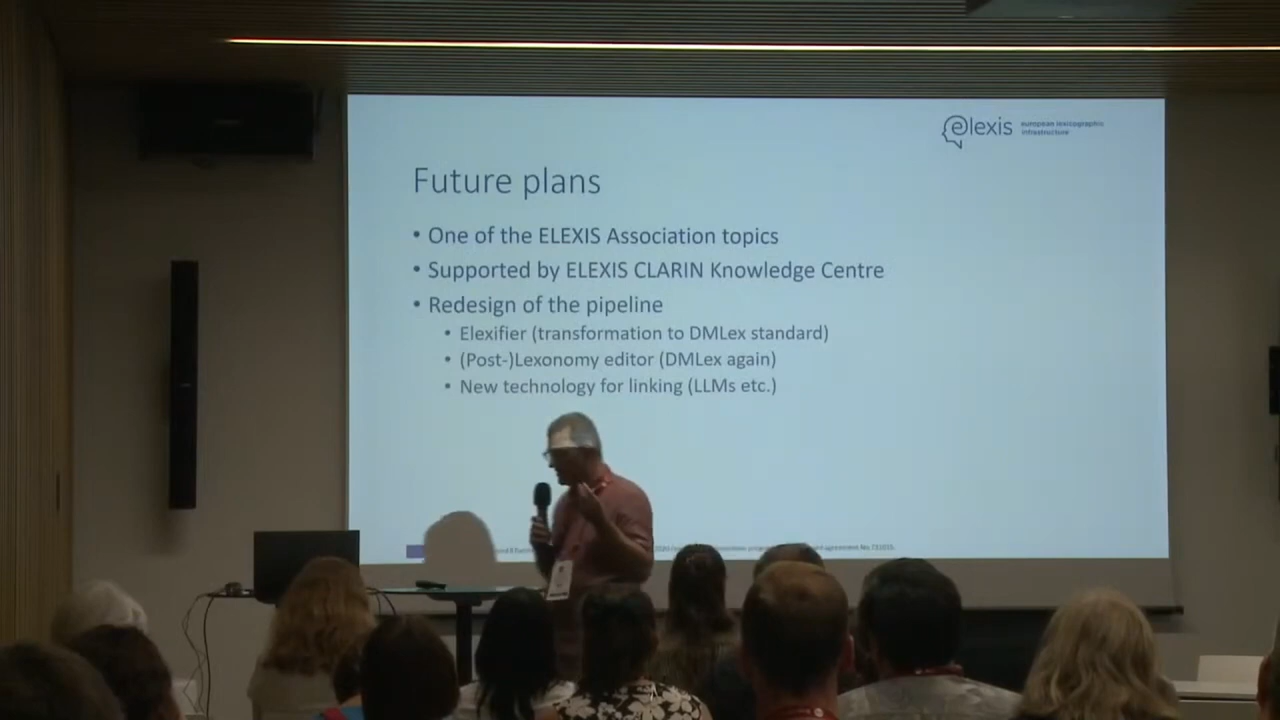 elexis european lexicographic
infrastructure
Future plans
• One of the ELEXIS Association topics
• Supported by ELEXIS CLARIN Knowledge Centre
• Redesign of the pipeline
• Elexifier (transformation to DMLex standard)
• (Post-)Lexonomy editor (DMLex again)
• New technology for linking (LLMs etc.)